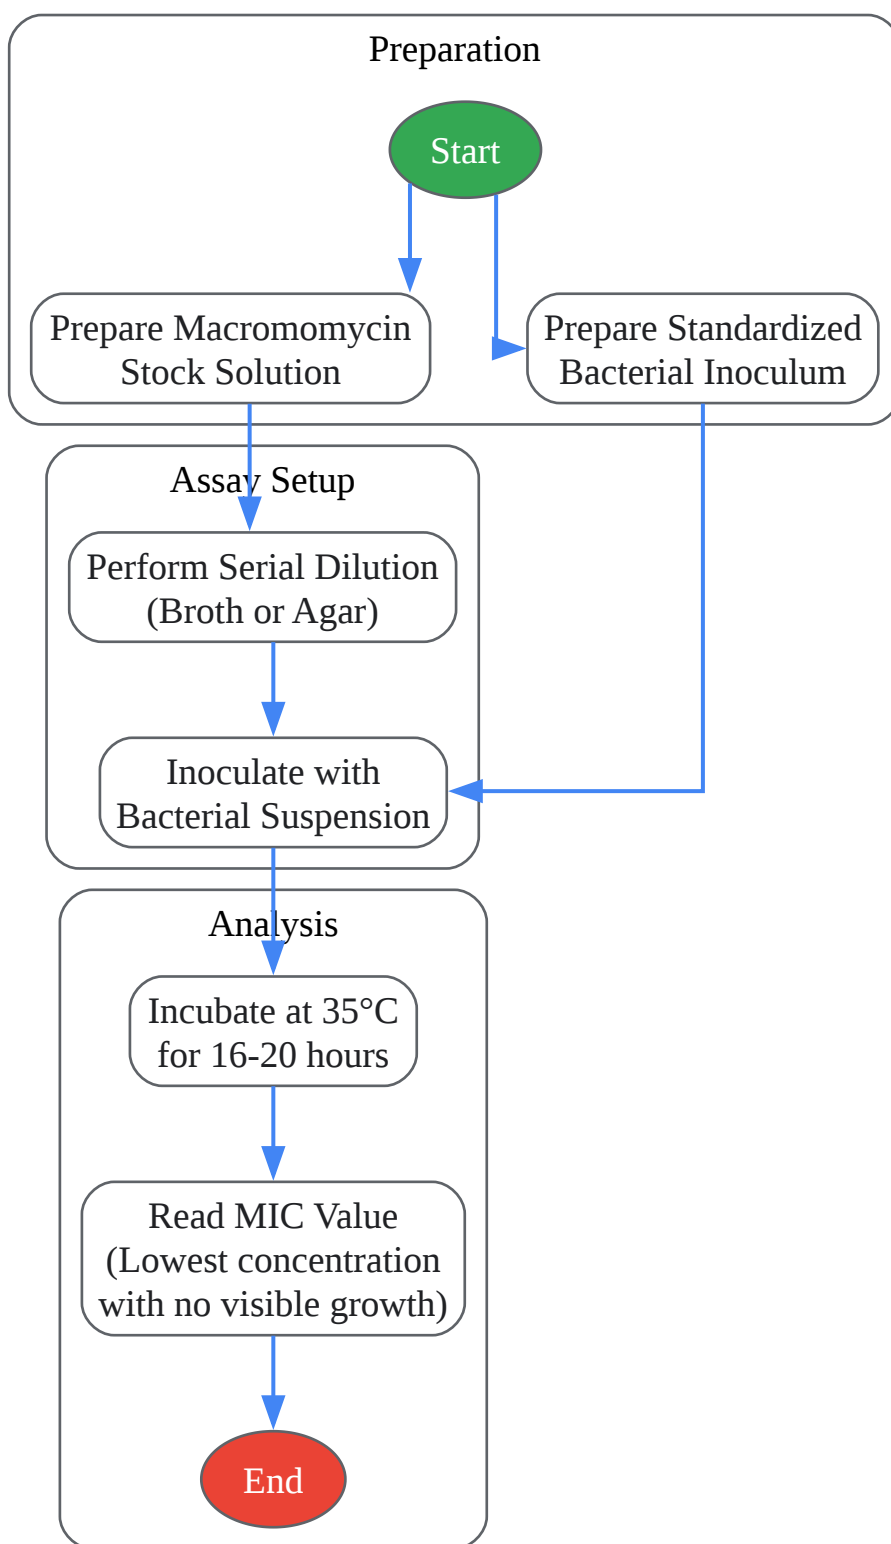 Preparation
Start
Prepare Macromomycin
Stock Solution
Prepare Standardized
Bacterial Inoculum
Assay Setup
Perform Serial Dilution
(Broth or Agar)
Inoculate with
Bacterial Suspension
Analysis
Incubate at 35°C
for 16-20 hours
Read MIC Value
(Lowest concentration
with no visible growth)
End